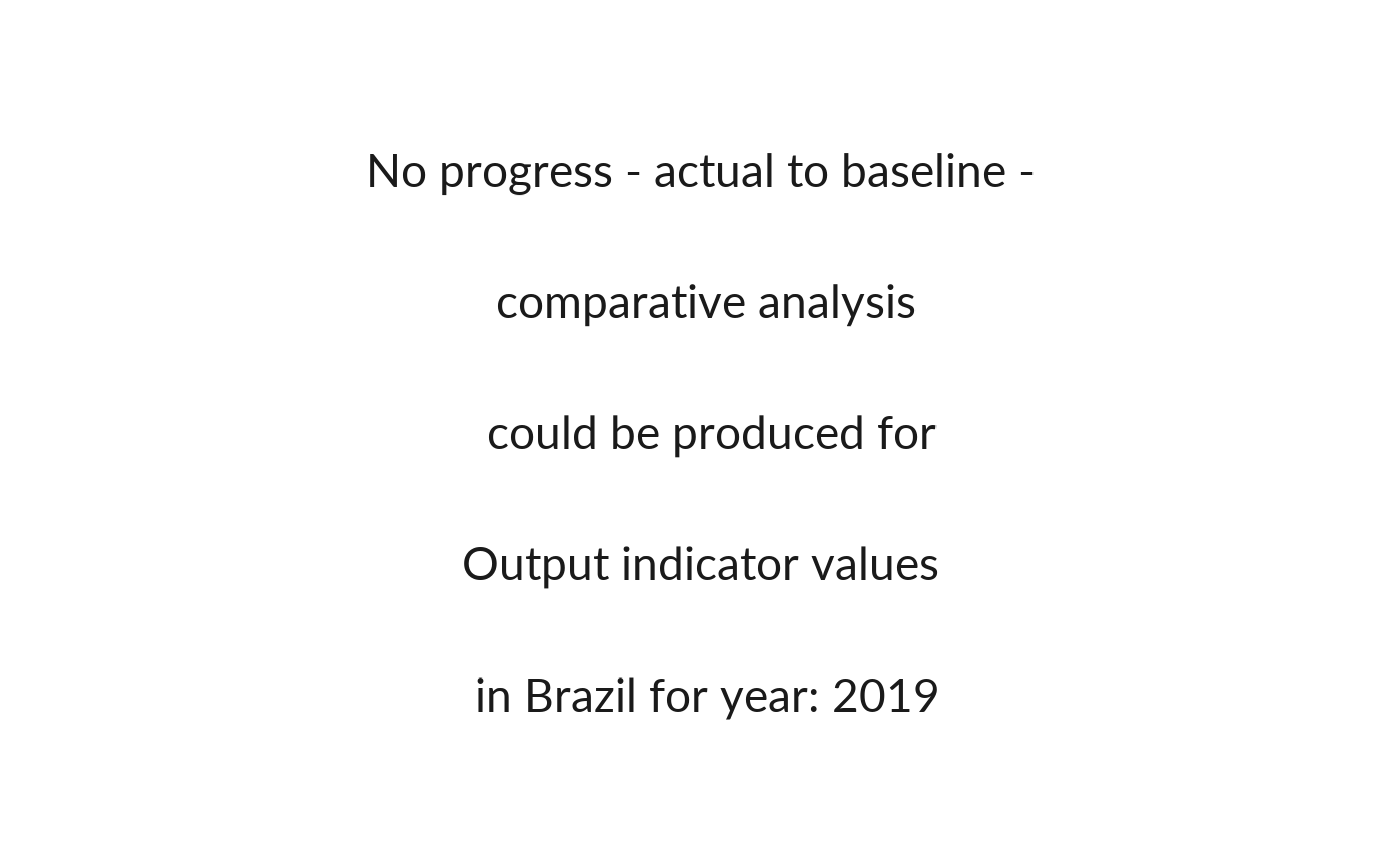 No progress - actual to baseline -
comparative analysis
could be produced for
Output indicator values
in Brazil for year: 2019